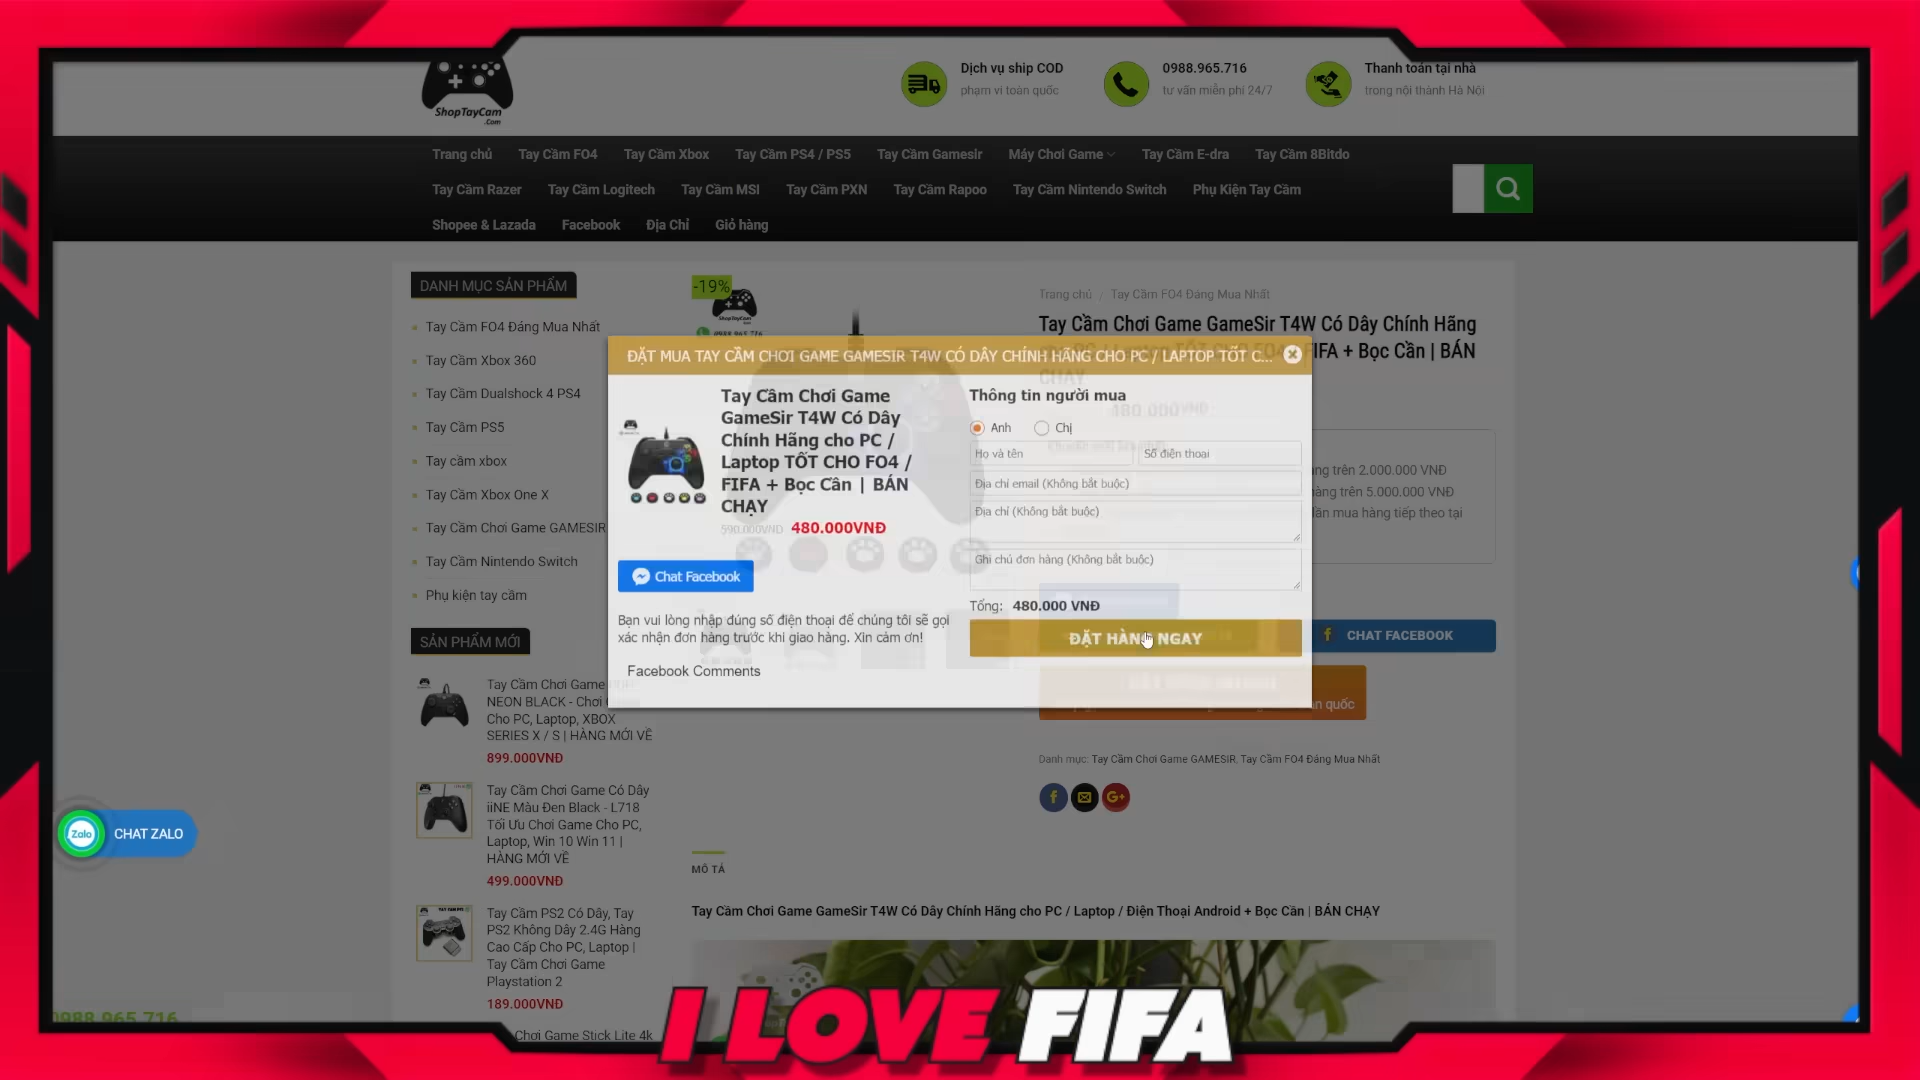 ShopTayCam
.Com
Dịch vụ ship COD
phạm vi toàn quốc
0988.965.716
tư vấn miễn phí 24/7
Thanh toán tại nhà
trong nội thành Hà Nội
Trang chủ
Tay Cầm FO4
Tay Cầm Xbox
Tay Cầm PS4 / PS5
Tay Cầm Gamesir
Máy Chơi Game
Tay Cầm E-dra
Tay Cầm 8Bitdo
Tay Cầm Razer
Tay Cầm Logitech
Tay Cầm MSI
Tay Cầm PXN
Tay Cầm Rapoo
Tay Cầm Nintendo Switch
Phụ Kiện Tay Cầm
Shopee & Lazada
Facebook
Địa Chỉ
Giỏ hàng
DANH MỤC SẢN PHẨM
Tay Cầm FO4 Đáng Mua Nhất
Tay Cầm Xbox 360
Tay Cầm Dualshock 4 PS4
Tay Cầm PS5
Tay cầm xbox
Tay Cầm Xbox One X
Tay Cầm Chơi Game GAMESIR
Tay Cầm Nintendo Switch
Phụ kiện tay cầm
SẢN PHẨM MỚI
Tay Cầm Chơi Game
NEON BLACK - Chơi
Cho PC, Laptop, XBOX
SERIES X / S | HÀNG MỚI VỀ
899.000VNĐ
Tay Cầm Chơi Game Có Dây
iiNE Màu Đen Black - L718
Tối Ưu Chơi Game Cho PC,
Laptop, Win 10 Win 11 |
HÀNG MỚI VỀ
499.000VNĐ
Tay Cầm PS2 Có Dây, Tay
PS2 Không Dây 2.4G Hàng
Cao Cấp Cho PC, Laptop |
Tay Cầm Chơi Game
Playstation 2
189.000VNĐ
Chơi Game Stick Lite 4k
-19%
Trang chủ / Tay Cầm FO4 Đáng Mua Nhất
Tay Cầm Chơi Game GameSir T4W Có Dây Chính Hãng
FIFA + Bọc Cần | BÁN
CHẠY
480.000VNĐ
trên 2.000.000 VNĐ
trên 5.000.000 VNĐ
mua hàng tiếp theo tại
ĐẶT MUA TAY CẦM CHƠI GAME GAMESIR T4W CÓ DÂY CHÍNH HÃNG CHO PC / LAPTOP TỐT C...
Tay Cầm Chơi Game
GameSir T4W Có Dây
Chính Hãng cho PC /
Laptop TỐT CHO FO4 /
FIFA + Bọc Cần | BÁN
CHẠY
590.000VNĐ 480.000VNĐ
Chat Facebook
Bạn vui lòng nhập đúng số điện thoại để chúng tôi sẽ gọi
xác nhận đơn hàng trước khi giao hàng. Xin cảm ơn!
Facebook Comments
Thông tin người mua
Anh
Chị
Họ và tên
Số điện thoại
Địa chỉ email (Không bắt buộc)
Địa chỉ (Không bắt buộc)
Ghi chú đơn hàng (Không bắt buộc)
Tổng: 480.000 VNĐ
ĐẶT HÀNG NGAY
CHAT FACEBOOK
quốc
Danh mục: Tay Cầm Chơi Game GAMESIR, Tay Cầm FO4 Đáng Mua Nhất
MÔ TẢ
Tay Cầm Chơi Game GameSir T4W Có Dây Chính Hãng cho PC / Laptop / Điện Thoại Android + Bọc Cần | BÁN CHẠY
Zalo
CHAT ZALO
0988.965.716
I LOVE FIFA